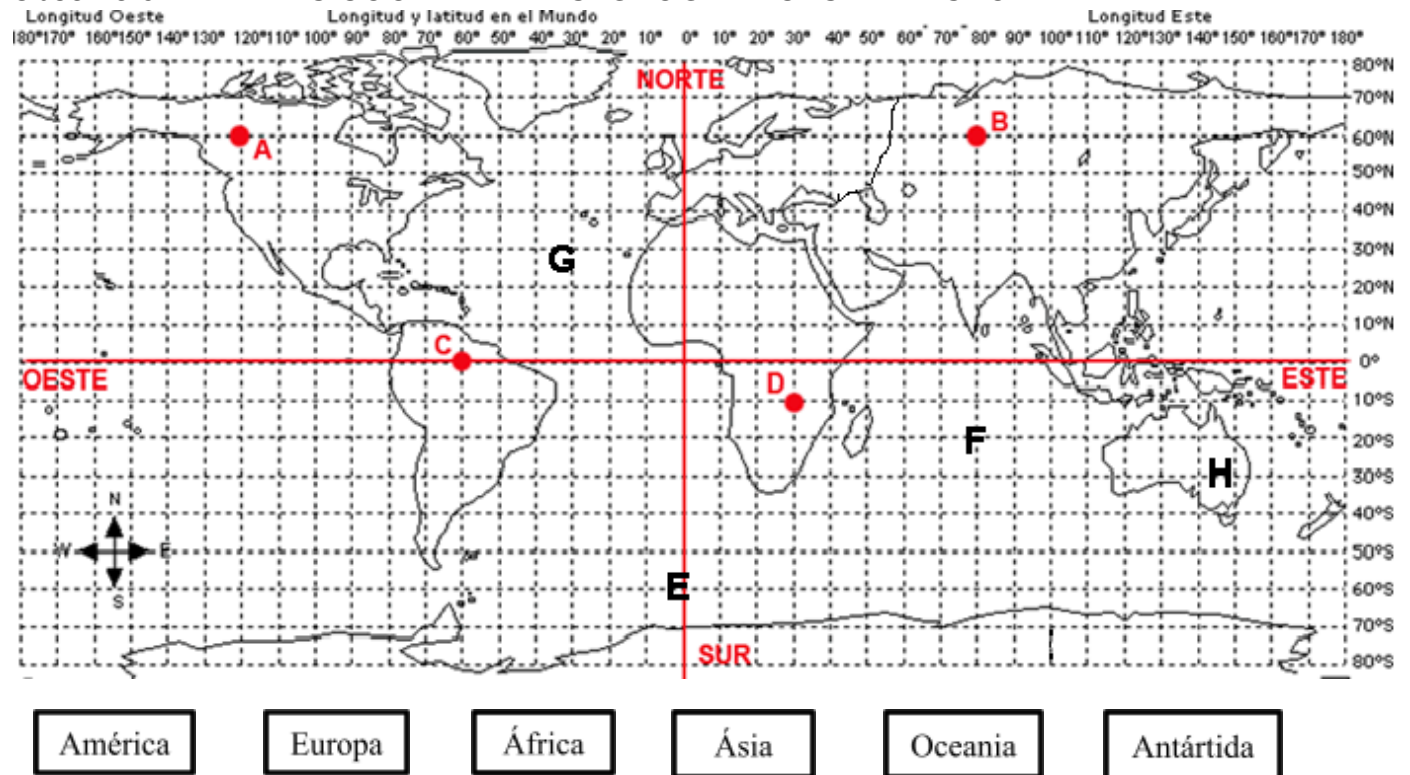 Longitud Oeste Longitud y latitud en el Mundo Longitud Este
180°170° 160°150° 140°130° 120°110° 100° 90° 80° 70° 60° 50° 40° 30° 20° 10° 0° 10° 20° 30° 40° 50° 60° 70° 80° 90° 100°110° 120°130° 140° 150° 160°170° 180°
80°N
NORTE
70°N
B
60°N
A
50°N
40°N
30°N
G
20°N
10°N
C
0°
OESTE ESTE
D
10°S
F
20°S
H
30°S
N
40°S
W E
50°S
E
60°S
S
70°S
SUR
80°S
América Europa África Ásia Oceania Antártida